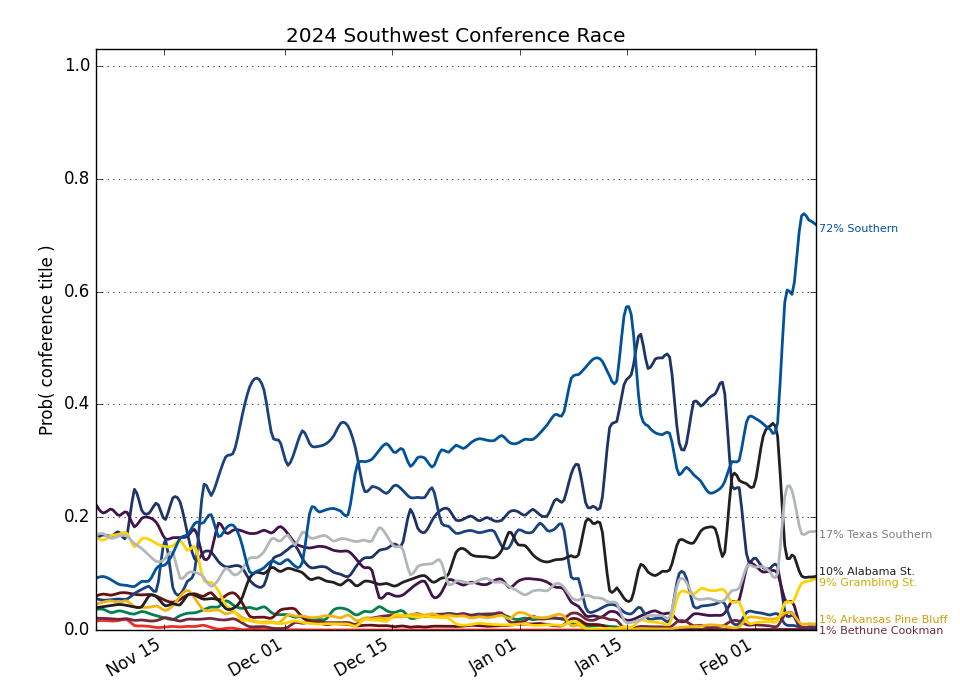 2024 Southwest Conference Race
Prob( conference title )
1.0
0.8
0.6
0.4
0.2
0.0
72% Southern
17% Texas Southern
10% Alabama St.
9% Grambling St.
1% Arkansas Pine Bluff
1% Bethune Cookman
Nov 15
Dec 01
Dec 15
Jan 01
Jan 15
Feb 01